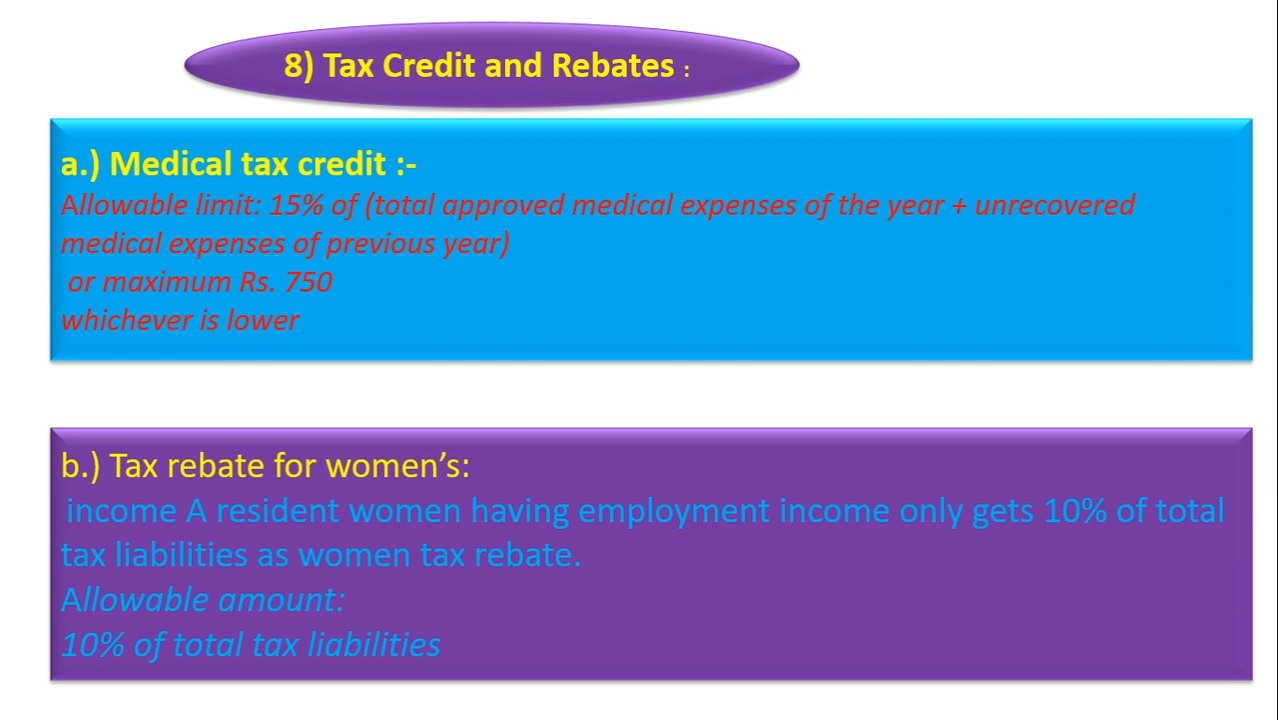 8) Tax Credit and Rebates :
a.) Medical tax credit :-
Allowable limit: 15% of (total approved medical expenses of the year + unrecovered
medical expenses of previous year)
or maximum Rs. 750
whichever is lower
b.) Tax rebate for women’s:
income A resident women having employment income only gets 10% of total
tax liabilities as women tax rebate.
Allowable amount:
10% of total tax liabilities